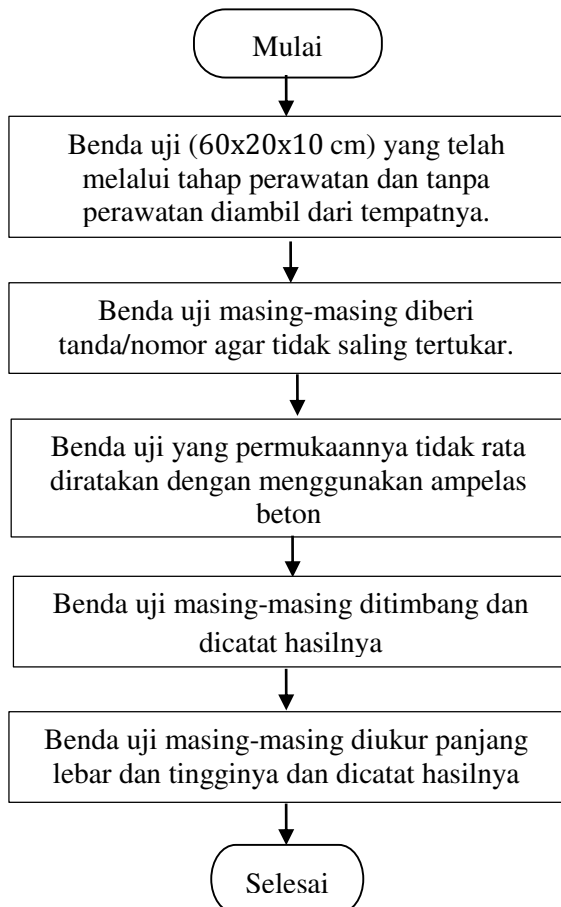 Mulai
Benda uji (60x20x10 cm) yang telah
melalui tahap perawatan dan tanpa
perawatan diambil dari tempatnya.
Benda uji masing-masing diberi
tanda/nomor agar tidak saling tertukar.
Benda uji yang permukaannya tidak rata
diratakan dengan menggunakan ampelas
beton
Benda uji masing-masing ditimbang dan
dicatat hasilnya
Benda uji masing-masing diukur panjang
lebar dan tingginya dan dicatat hasilnya
Selesai